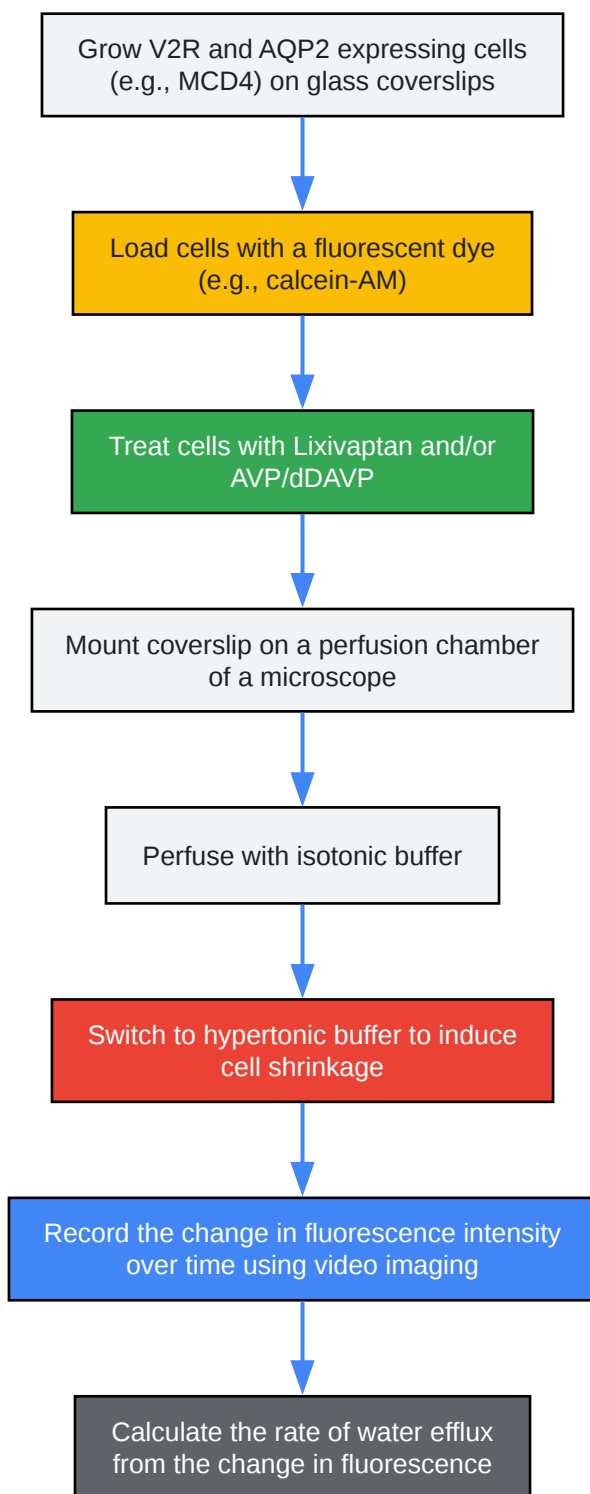 Grow V2R and AQP2 expressing cells
(e.g., MCD4) on glass coverslips
Load cells with a fluorescent dye
(e.g., calcein-AM)
Treat cells with Lixivaptan and/or
AVP/dDAVP
Mount coverslip on a perfusion chamber
of a microscope
Perfuse with isotonic buffer
Switch to hypertonic buffer to induce
cell shrinkage
Record the change in fluorescence intensity
over time using video imaging
Calculate the rate of water efflux
from the change in fluorescence